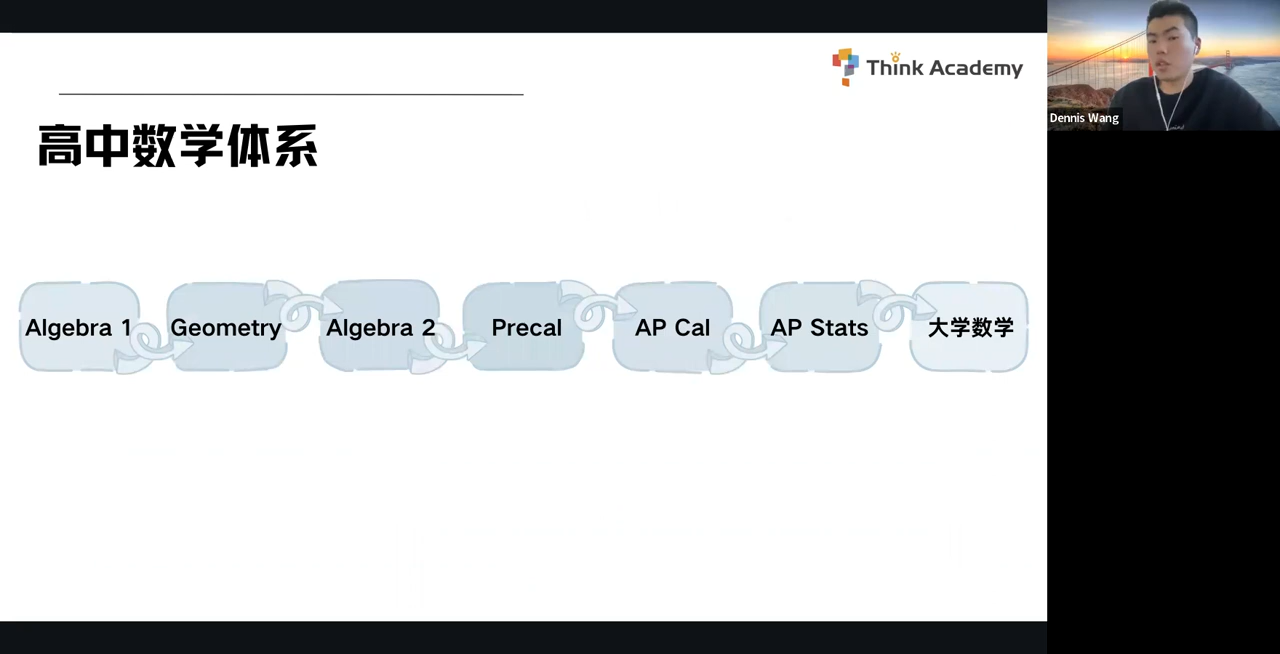 Think Academy
Dennis Wang
高中数学体系
Algebra 1
Geometry
Algebra 2
Precal
AP Cal
AP Stats
大学数学